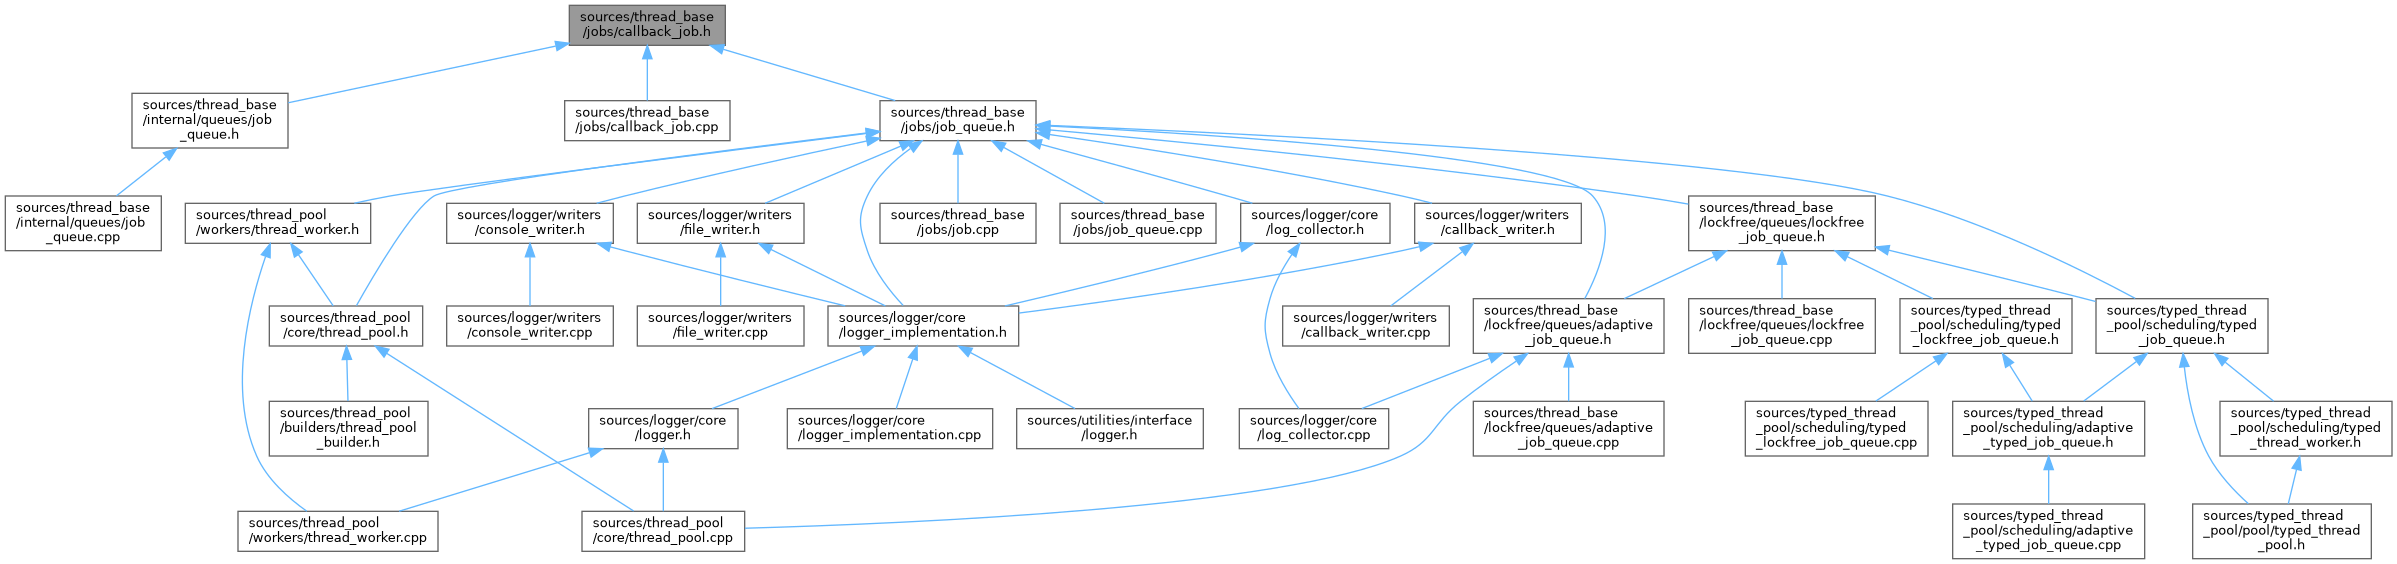 sources/thread_base
/jobs/callback_job.h
sources/thread_base
/internal/queues/job
_queue.h
sources/thread_base
/jobs/callback_job.cpp
sources/thread_base
/jobs/job_queue.h
sources/thread_base
/internal/queues/job
_queue.cpp
sources/thread_pool
/workers/thread_worker.h
sources/logger/writers
/console_writer.h
sources/logger/writers
/file_writer.h
sources/thread_base
/jobs/job.cpp
sources/thread_base
/jobs/job_queue.cpp
sources/logger/core
/log_collector.h
sources/logger/writers
/callback_writer.h
sources/thread_base
/lockfree/queues/lockfree
_job_queue.h
sources/thread_pool
/core/thread_pool.h
sources/logger/writers
/console_writer.cpp
sources/logger/writers
/file_writer.cpp
sources/logger/core
/logger_implementation.h
sources/logger/writers
/callback_writer.cpp
sources/thread_base
/lockfree/queues/adaptive
_job_queue.h
sources/thread_base
/lockfree/queues/lockfree
_job_queue.cpp
sources/typed_thread
_pool/scheduling/typed
_lockfree_job_queue.h
sources/typed_thread
_pool/scheduling/typed
_job_queue.h
sources/thread_pool
/builders/thread_pool
_builder.h
sources/logger/core
/logger.h
sources/logger/core
/logger_implementation.cpp
sources/utilities/interface
/logger.h
sources/logger/core
/log_collector.cpp
sources/thread_base
/lockfree/queues/adaptive
_job_queue.cpp
sources/typed_thread
_pool/scheduling/typed
_lockfree_job_queue.cpp
sources/typed_thread
_pool/scheduling/adaptive
_typed_job_queue.h
sources/typed_thread
_pool/scheduling/typed
_thread_worker.h
sources/thread_pool
/workers/thread_worker.cpp
sources/thread_pool
/core/thread_pool.cpp
sources/typed_thread
_pool/scheduling/adaptive
_typed_job_queue.cpp
sources/typed_thread
_pool/pool/typed_thread
_pool.h